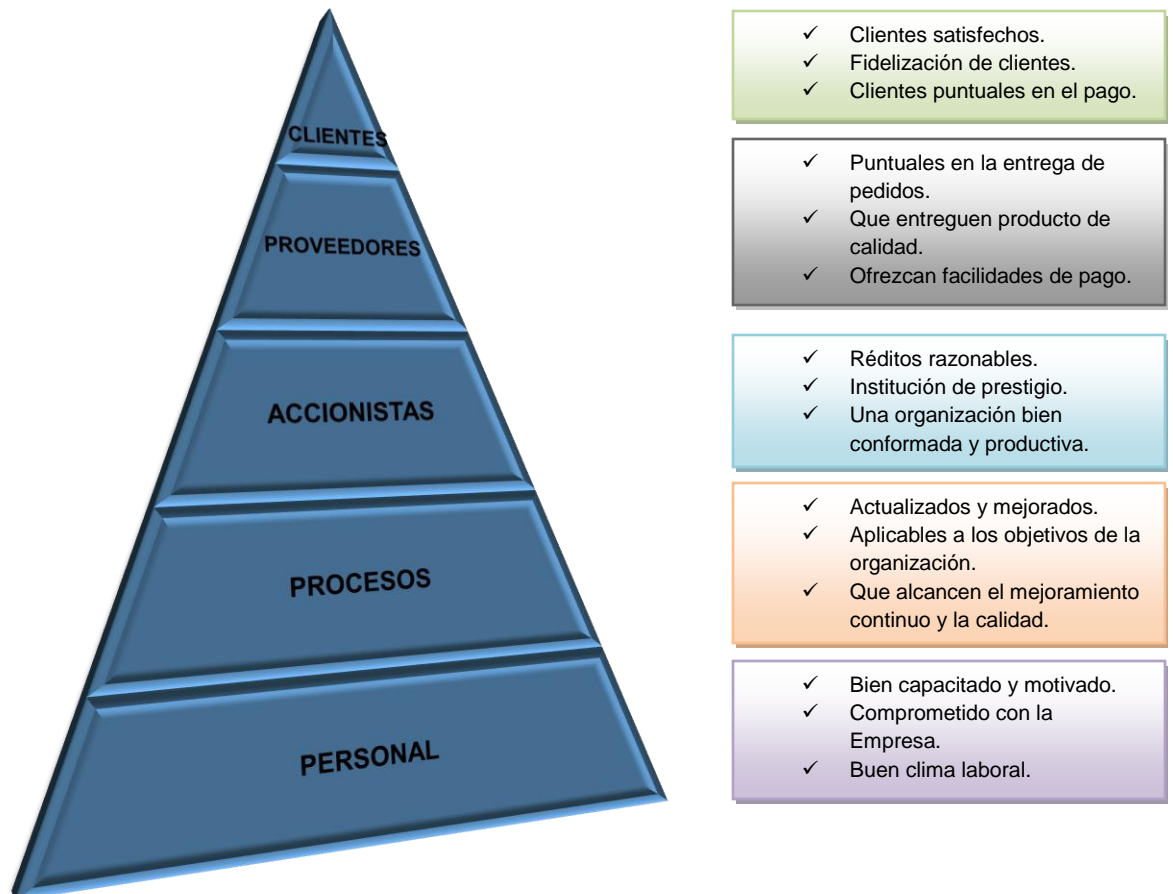 CLIENTES
✓ Clientes satisfechos.
✓ Fidelización de clientes.
✓ Clientes puntuales en el pago.
PROVEEDORES
✓ Puntuales en la entrega de
pedidos.
✓ Que entreguen producto de
calidad.
✓ Ofrezcan facilidades de pago.
ACCIONISTAS
✓ Réditos razonables.
✓ Institución de prestigio.
✓ Una organización bien
conformada y productiva.
PROCESOS
✓ Actualizados y mejorados.
✓ Aplicables a los objetivos de la
organización.
✓ Que alcancen el mejoramiento
continuo y la calidad.
PERSONAL
✓ Bien capacitado y motivado.
✓ Comprometido con la
Empresa.
✓ Buen clima laboral.